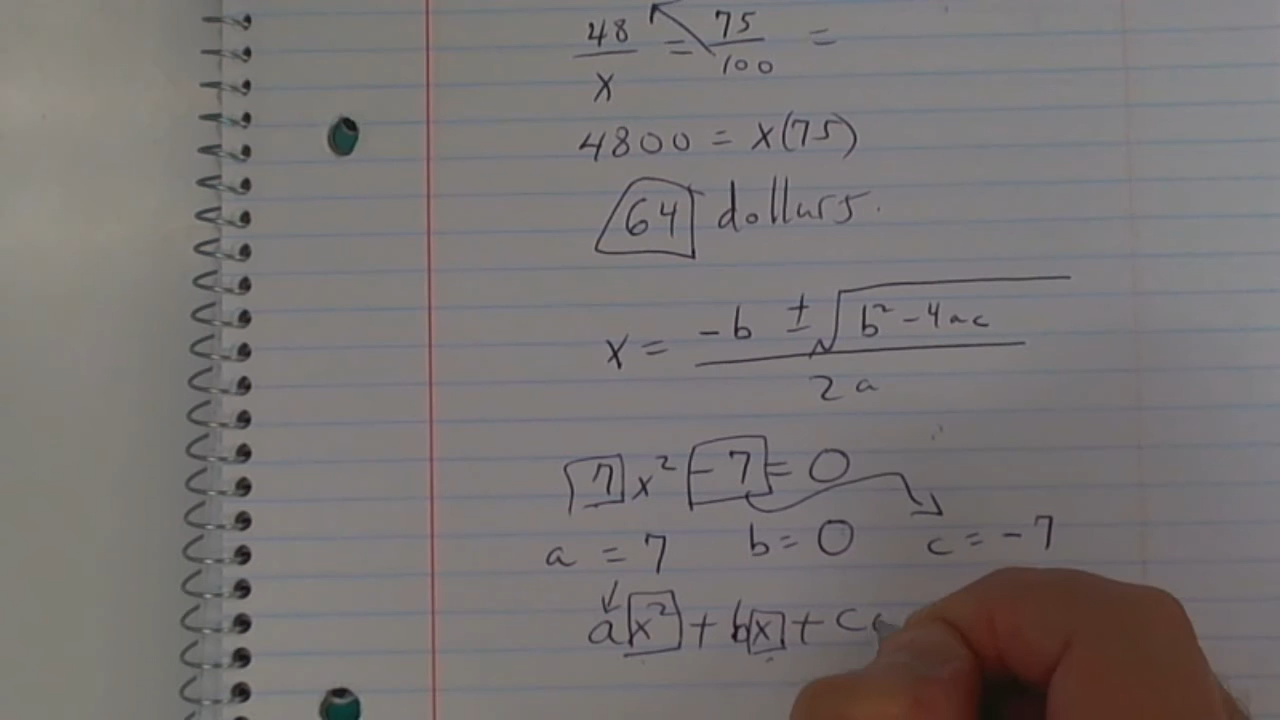 48/x = 75/100 =
4800 = x(75)
64 dollars.
x = (-b ± √(b² - 4ac))/2a
7x² - 7 = 0
a = 7 b = 0 c = -7
ax² + bx + c